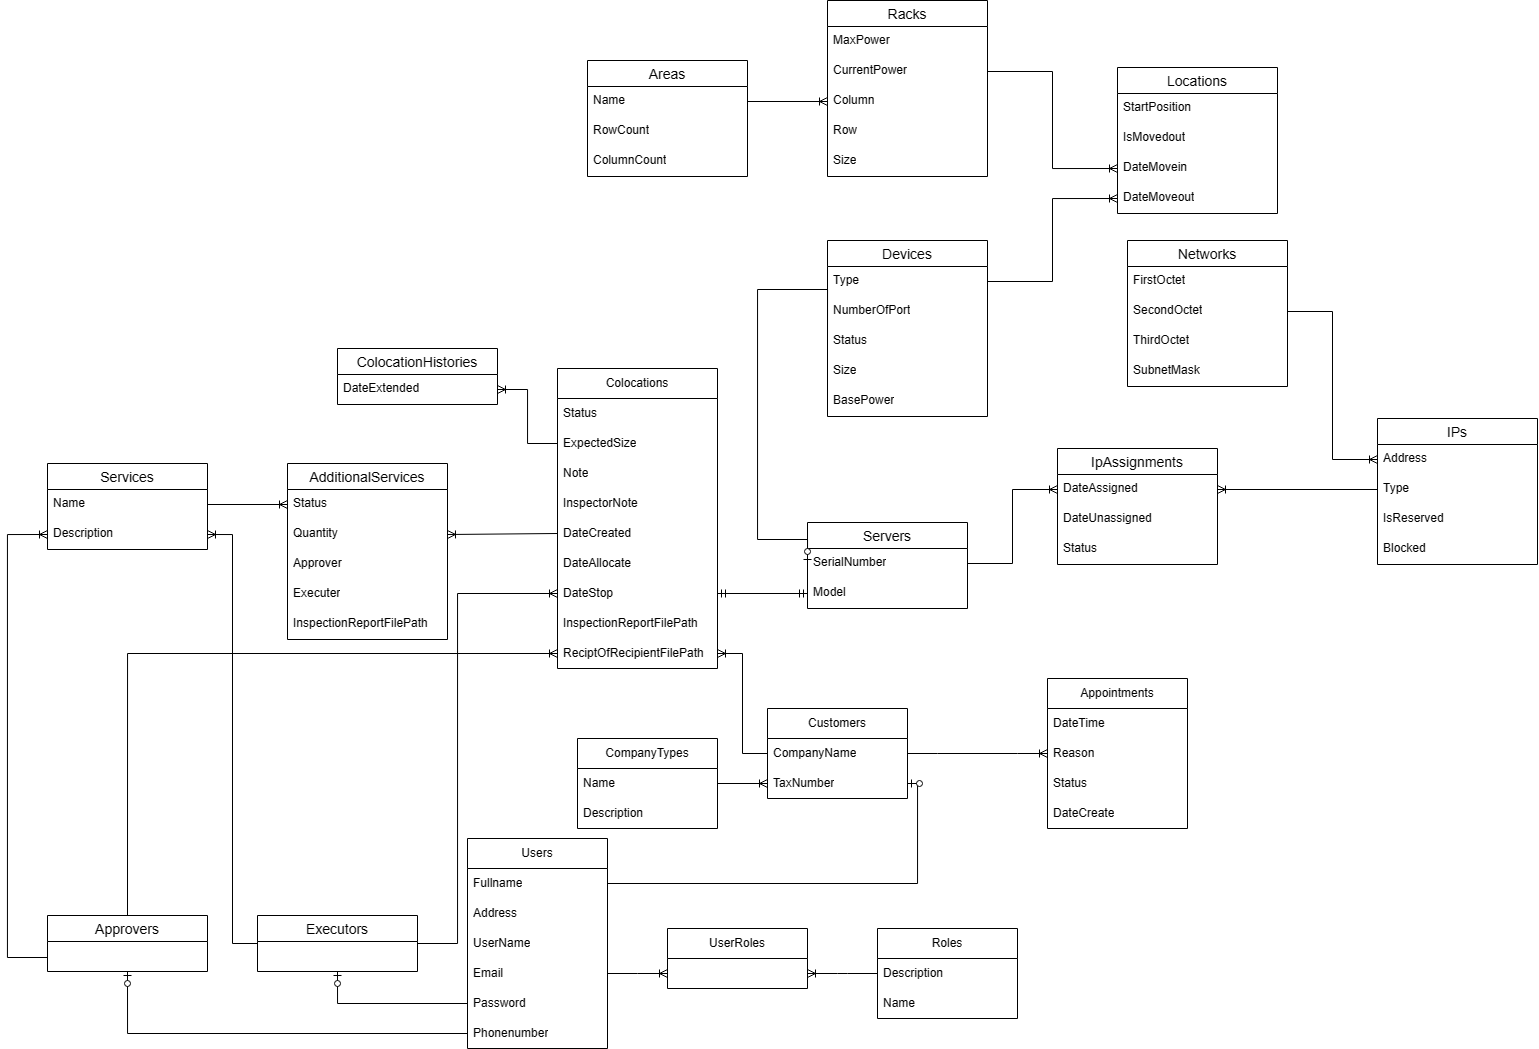 Racks
MaxPower
CurrentPower
Column
Row
Size
Areas
Name
RowCount
ColumnCount
Locations
StartPosition
IsMovedout
DateMovein
DateMoveout
Devices
Type
NumberOfPort
Status
Size
BasePower
Networks
FirstOctet
SecondOctet
ThirdOctet
SubnetMask
ColocationHistories
DateExtended
Colocations
Status
ExpectedSize
Note
InspectorNote
DateCreated
DateAllocate
DateStop
InspectionReportFilePath
ReciptOfRecipientFilePath
IPs
Address
Type
IsReserved
Blocked
IpAssignments
DateAssigned
DateUnassigned
Status
Services
Name
Description
AdditionalServices
Status
Quantity
Approver
Executer
InspectionReportFilePath
Servers
SerialNumber
Model
Appointments
DateTime
Reason
Status
DateCreate
Customers
CompanyName
TaxNumber
CompanyTypes
Name
Description
Users
Fullname
Address
UserName
Email
Password
Phonenumber
Approvers
Executors
UserRoles
Roles
Description
Name